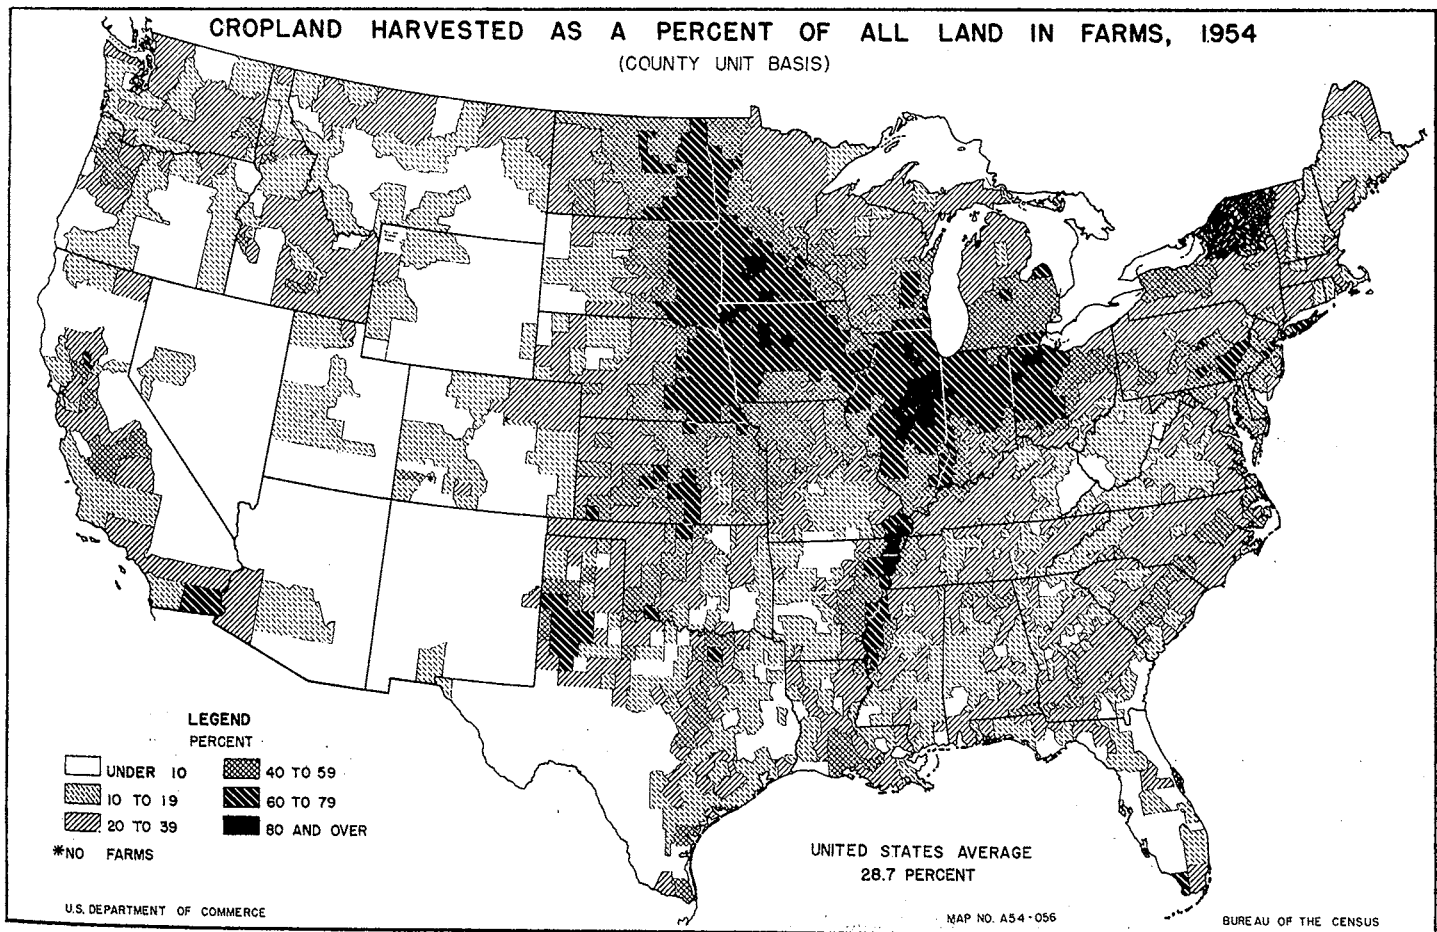 CROPLAND HARVESTED AS A PERCENT OF ALL LAND IN FARMS, 1954
(COUNTY UNIT BASIS)
LEGEND
PERCENT
UNDER 10
10 TO 19
20 TO 39
40 TO 59
60 TO 79
80 AND OVER
*NO FARMS
UNITED STATES AVERAGE
28.7 PERCENT
U.S. DEPARTMENT OF COMMERCE
MAP NO. A54-056
BUREAU OF THE CENSUS